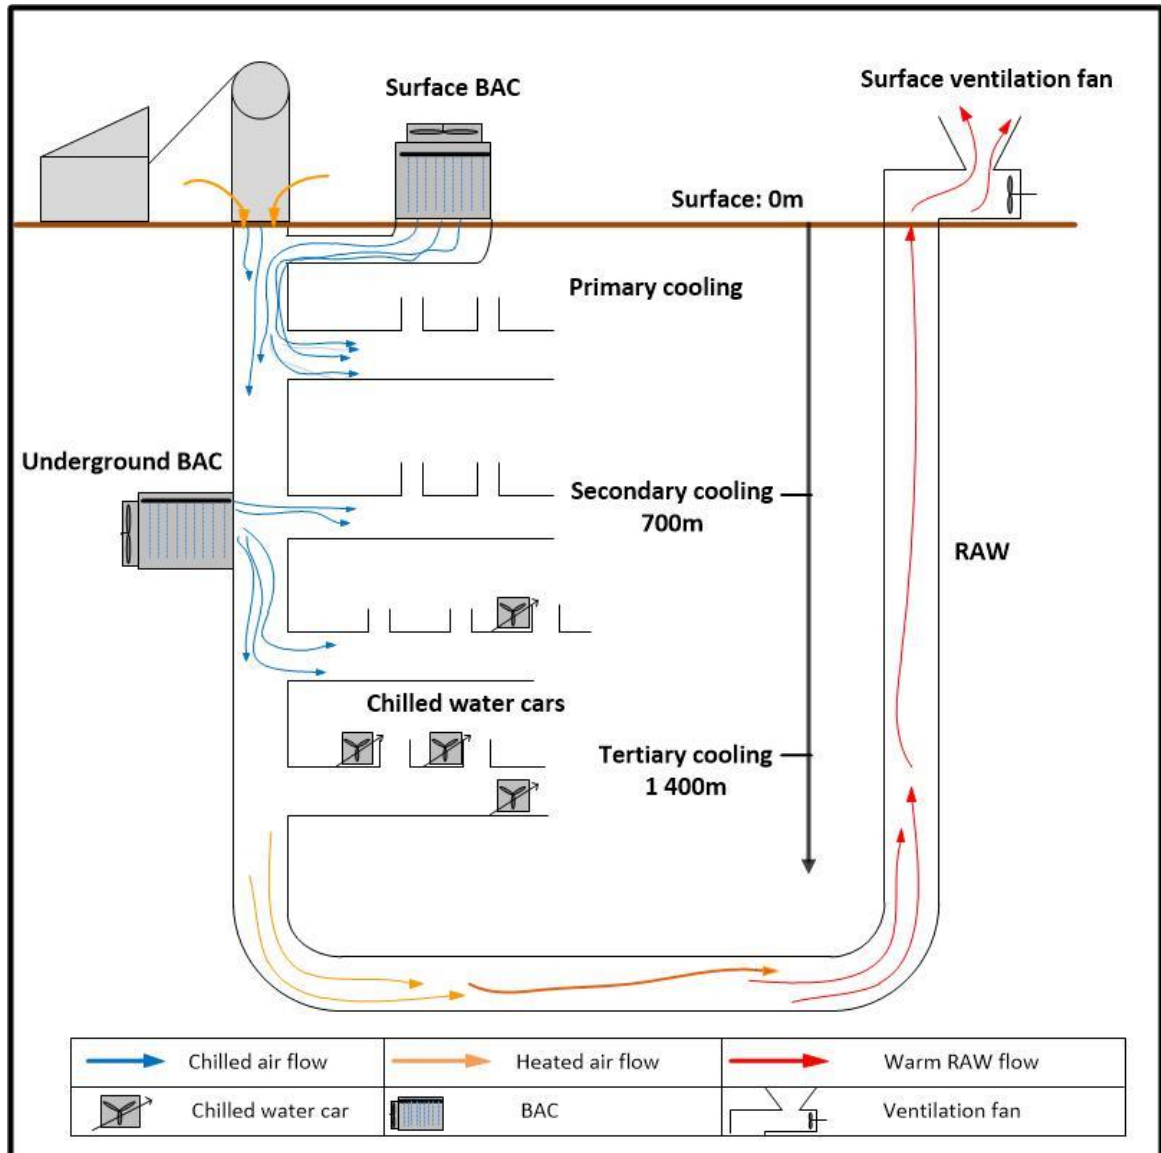 Surface BAC
Surface ventilation fan
Surface: 0m
Primary cooling
Underground BAC
Secondary cooling
700m
RAW
Chilled water cars
Tertiary cooling
1 400m
Chilled air flow
Heated air flow
Warm RAW flow
Chilled water car
BAC
Ventilation fan